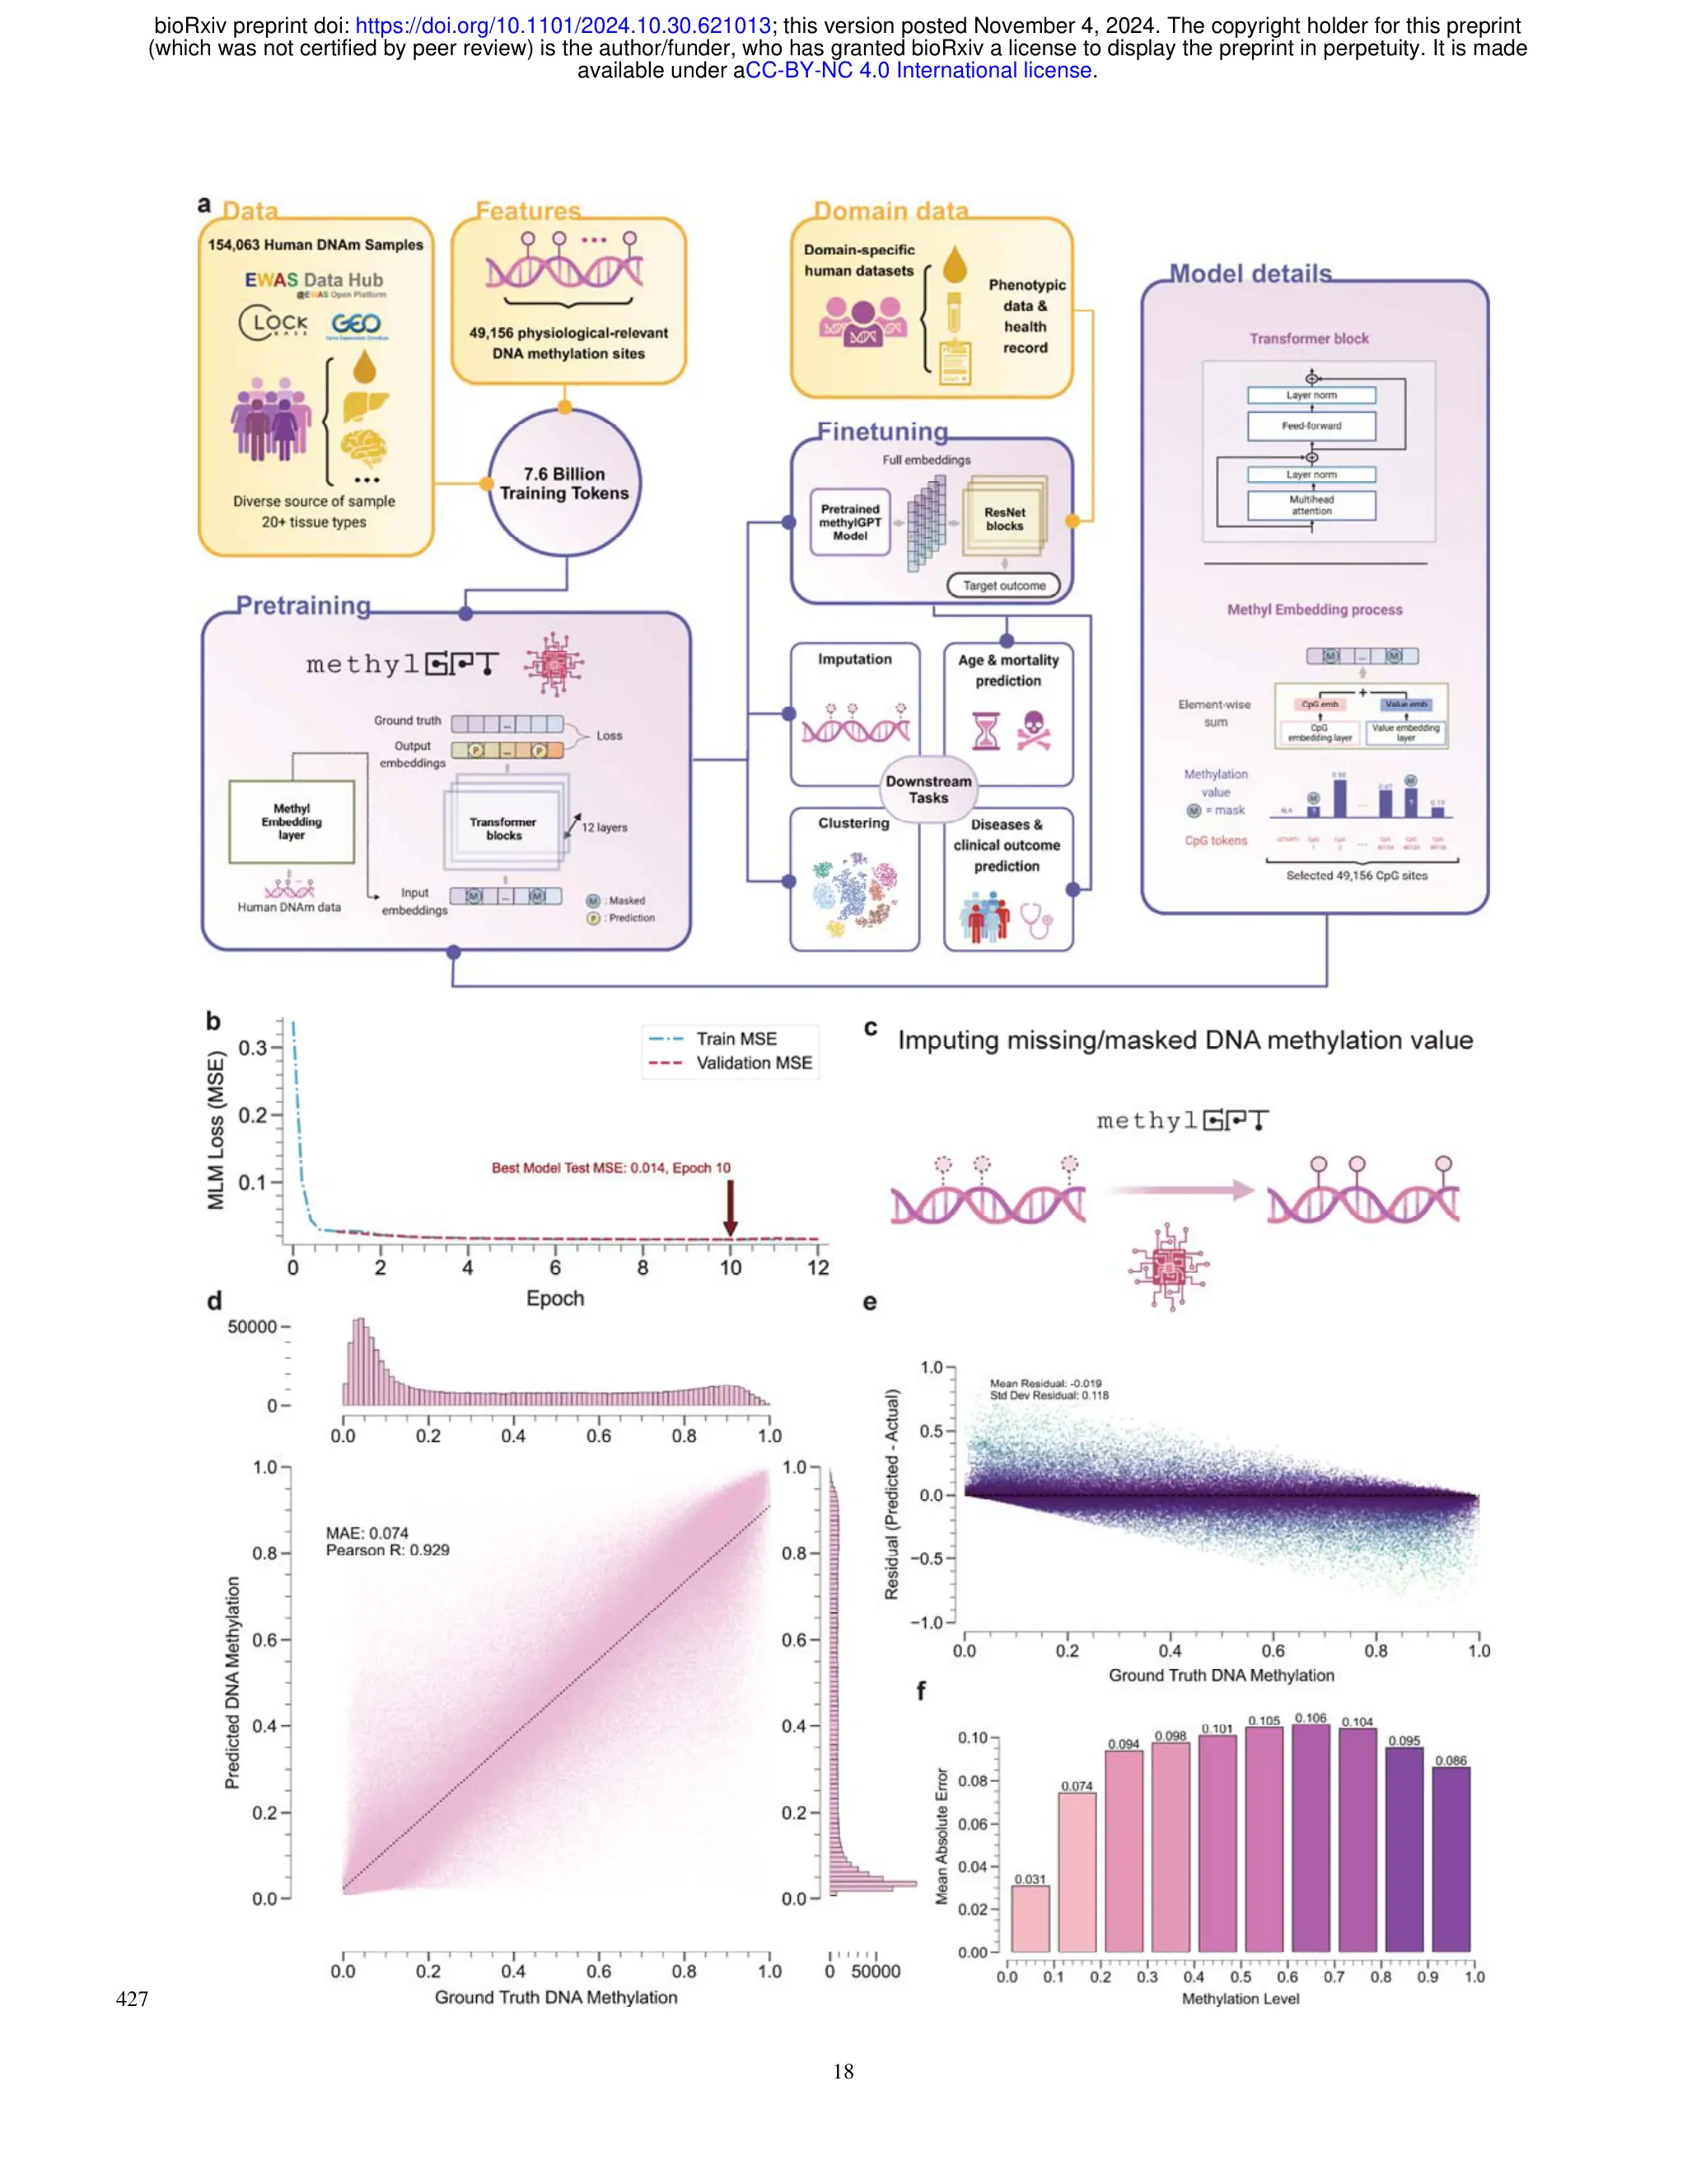 bioRxiv preprint doi: https://doi.org/10.1101/2024.10.30.621013; this version posted November 4, 2024. The copyright holder for this preprint
(which was not certified by peer review) is the author/funder, who has granted bioRxiv a license to display the preprint in perpetuity. It is made
available under aCC-BY-NC 4.0 International license.
a
Data
154,063 Human DNAm Samples
EWAS Data Hub
@EWAS Open Platform
CLOCK
BASE
GEO
Gene Expression Omnibus
Diverse source of sample
20+ tissue types
Features
49,156 physiological-relevant
DNA methylation sites
7.6 Billion
Training Tokens
Pretraining
methylGPT
Ground truth
Output
embeddings
Loss
P
...
P
Methyl
Embedding
layer
Transformer
blocks
12 layers
Human DNAm data
Input
embeddings
M
...
M
M : Masked
P : Prediction
Domain data
Domain-specific
human datasets
Phenotypic
data &
health
record
Finetuning
Full embeddings
Pretrained
methylGPT
Model
ResNet
blocks
Target outcome
Imputation
Age & mortality
prediction
Downstream
Tasks
Clustering
Diseases &
clinical outcome
prediction
Model details
Transformer block
Layer norm
Feed-forward
Layer norm
Multihead
attention
Methyl Embedding process
M
...
M
Element-wise
sum
+
CpG emb
Value emb
CpG
embedding layer
Value embedding
layer
Methylation
value
M = mask
N.A.
CpG tokens
Selected 49,156 CpG sites
b
MLM Loss (MSE)
0.3
0.2
0.1
Train MSE
Validation MSE
Best Model Test MSE: 0.014, Epoch 10
0 2 4 6 8 10 12
Epoch
c
Imputing missing/masked DNA methylation value
methylGPT
d
50000
0
0.0 0.2 0.4 0.6 0.8 1.0
Predicted DNA Methylation
1.0
0.8
0.6
0.4
0.2
0.0
MAE: 0.074
Pearson R: 0.929
0.0 0.2 0.4 0.6 0.8 1.0
Ground Truth DNA Methylation
1.0
0.8
0.6
0.4
0.2
0.0
0 50000
e
Residual (Predicted - Actual)
1.0
0.5
0.0
−0.5
−1.0
Mean Residual: -0.019
Std Dev Residual: 0.118
0.0 0.2 0.4 0.6 0.8 1.0
Ground Truth DNA Methylation
f
Mean Absolute Error
0.10
0.08
0.06
0.04
0.02
0.00
0.031 0.074 0.094 0.098 0.101 0.105 0.106 0.104 0.095 0.086
0.0 0.1 0.2 0.3 0.4 0.5 0.6 0.7 0.8 0.9 1.0
Methylation Level
427
18